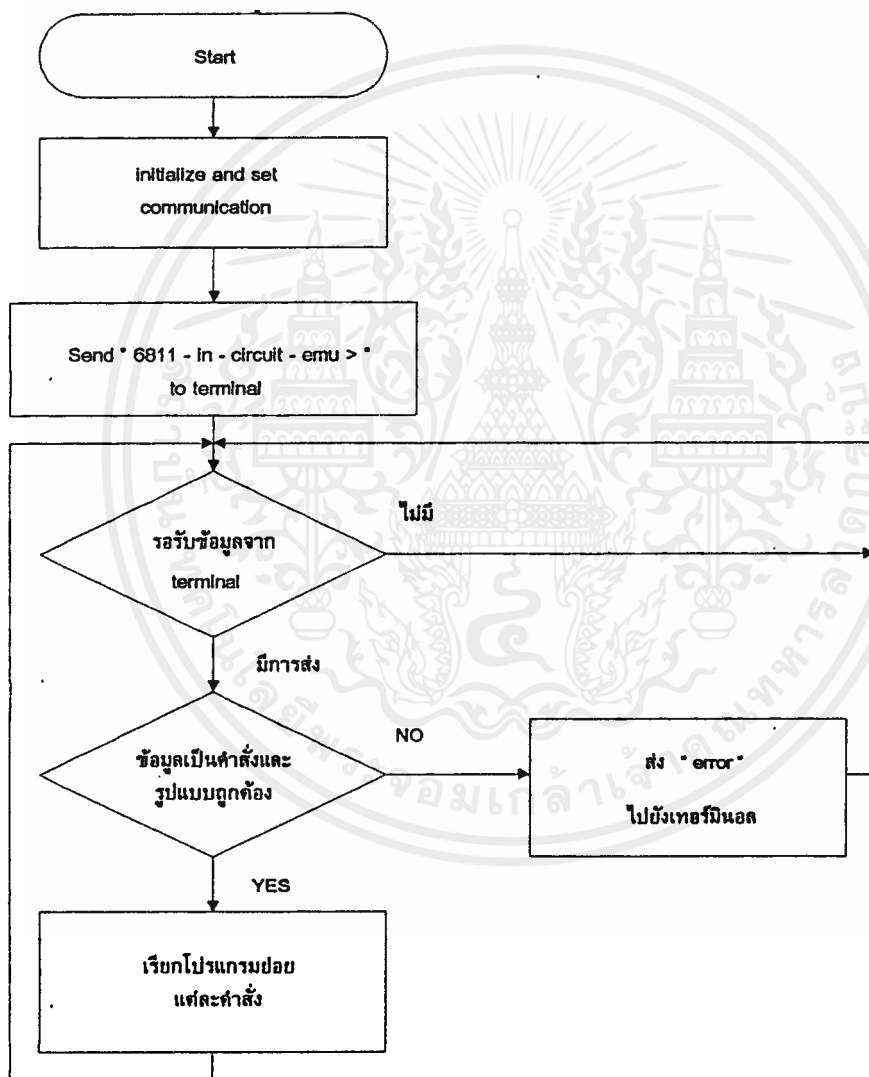 Start
initialize and set
communication
Send " 6811 - in - circuit - emu > "
to terminal
ไม่มี
รอรับข้อมูลจาก
terminal
มีการส่ง
NO
ข้อมูลเป็นคำสั่งและ
รูปแบบถูกต้อง
ส่ง " error "
ไปยังเทอร์มินอล
YES
เรียกโปรแกรมย่อย
แต่ละคำสั่ง